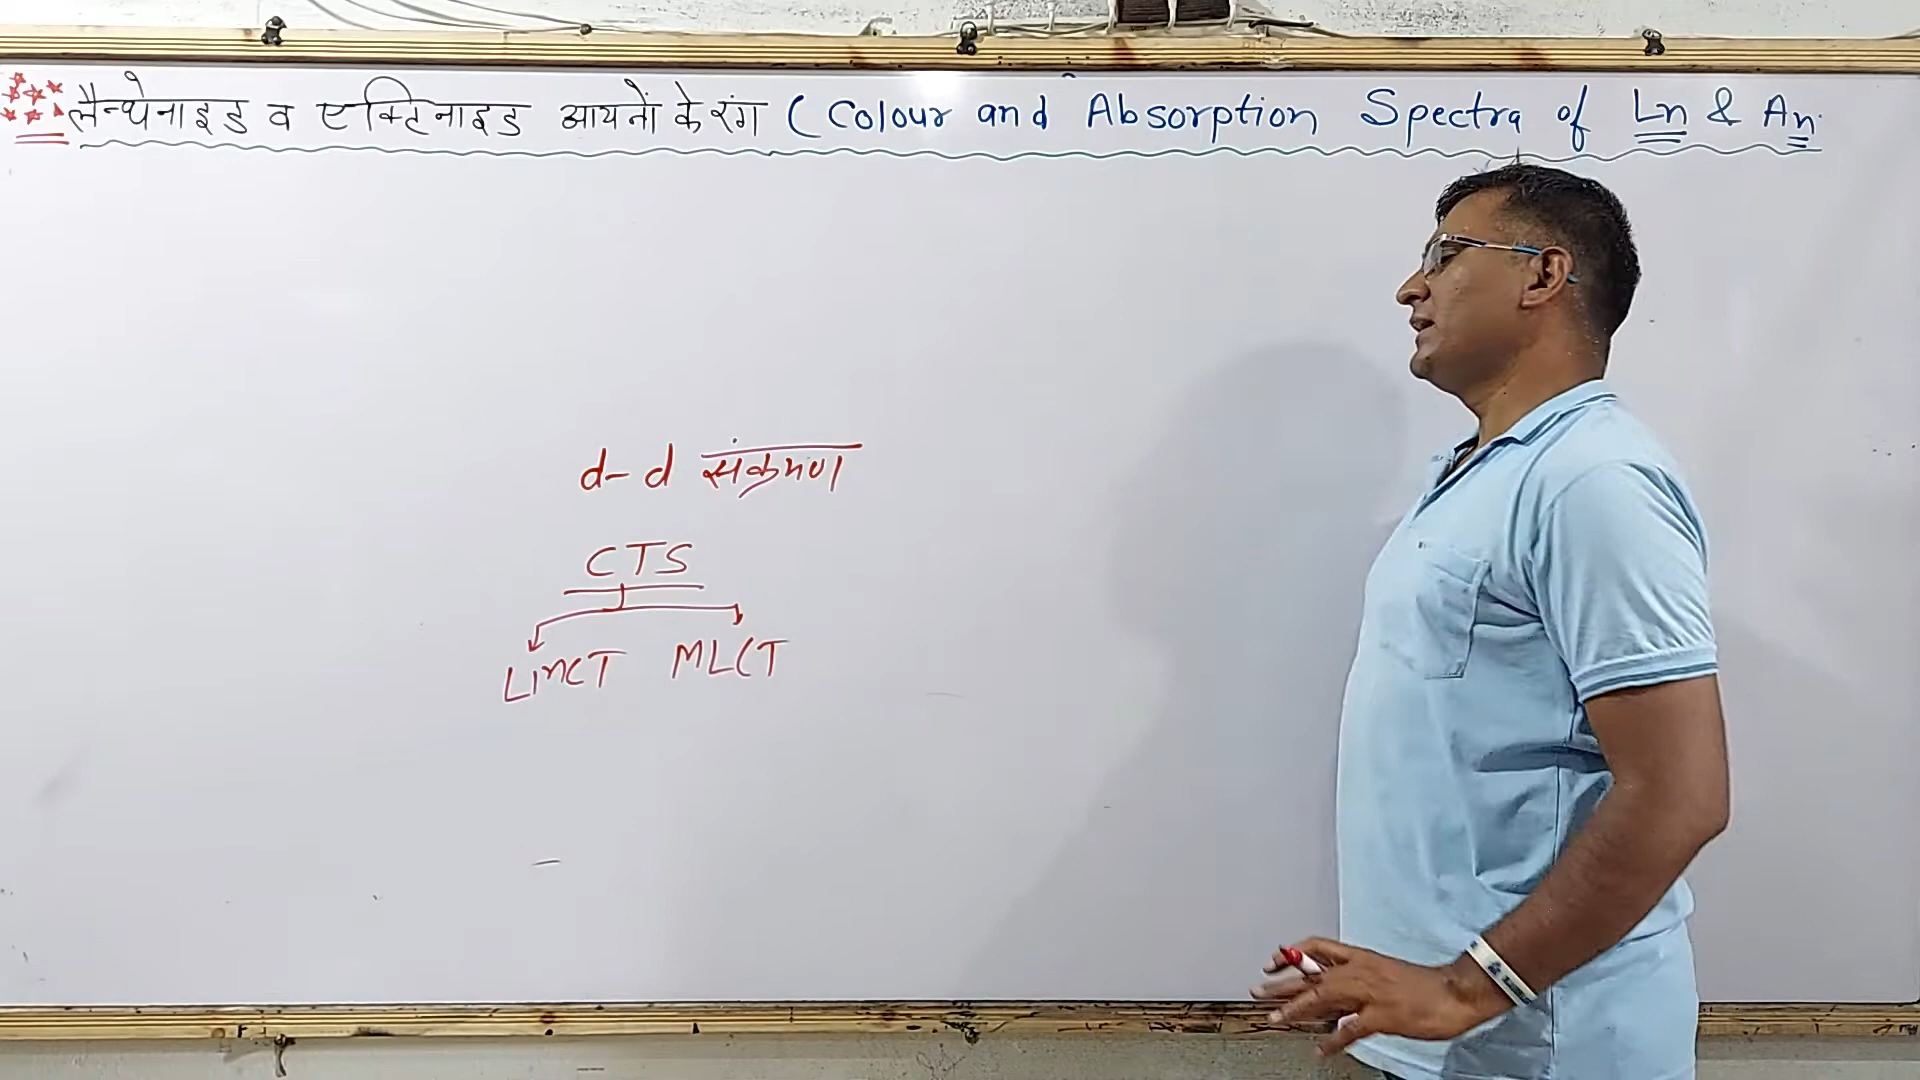 लैन्थेनाइड व एक्टिनाइड आयनों के रंग ( Colour and Absorption Spectra of Ln & An.
d-d संक्रमण
CTS
LMCT MLCT